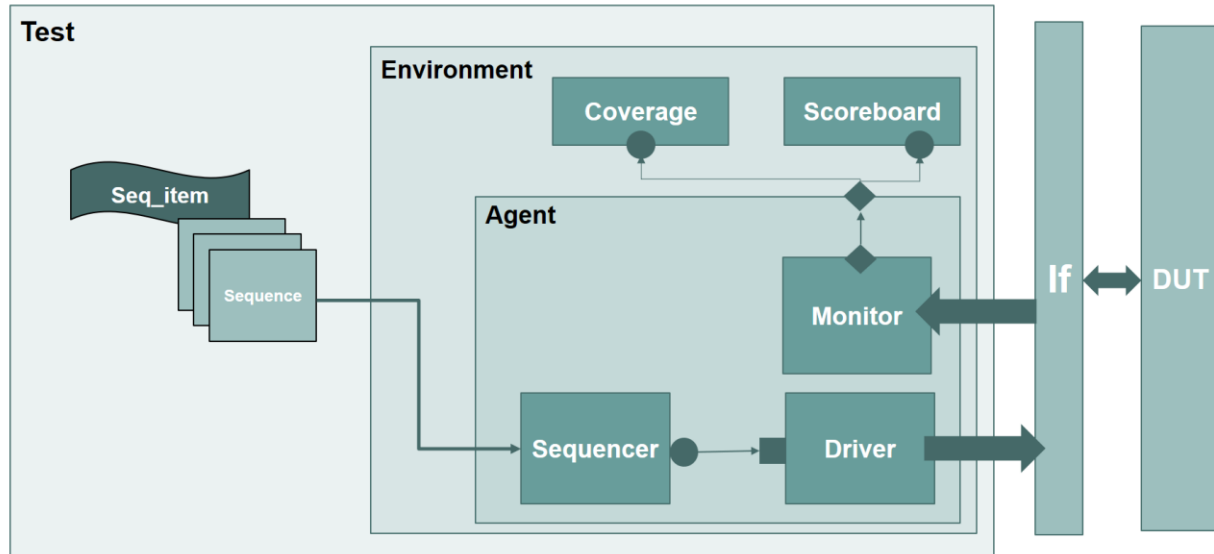 Test
Environment
Coverage
Scoreboard
Seq_item
Agent
Sequence
Monitor
If
DUT
Sequencer
Driver